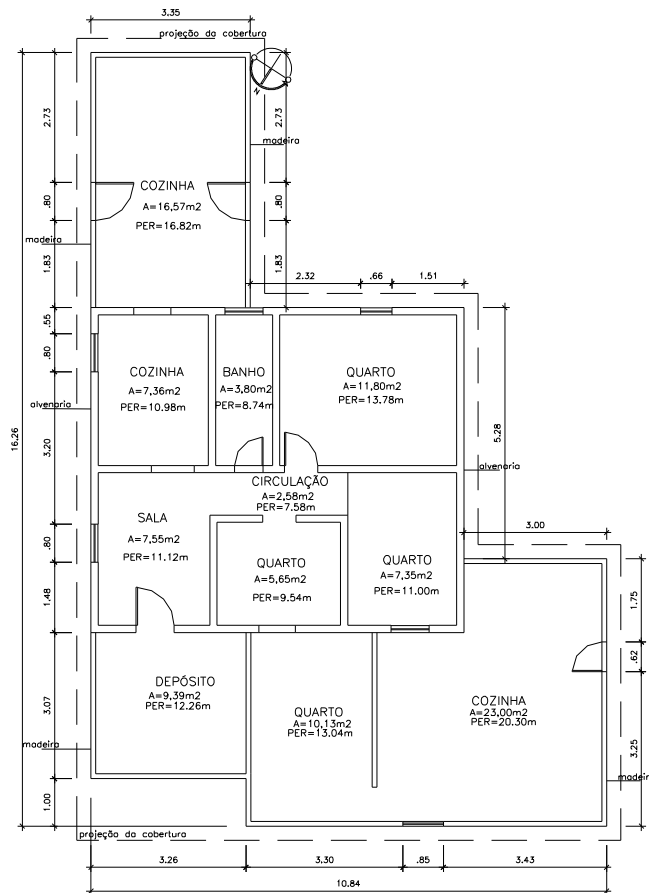 3.35
projeção da cobertura
N
2.73
2.73
madeira
COZINHA
A=16,57m2
PER=16.82m
.80
.80
madeira
1.83
1.83
2.32
.66
1.51
.55
.80
COZINHA
A=7,36m2
PER=10.98m
BANHO
A=3,80m2
PER=8.74m
QUARTO
A=11,80m2
PER=13.78m
alvenaria
16.26
3.20
5.28
alvenaria
CIRCULAÇÃO
A=2,58m2
PER=7.58m
SALA
A=7,55m2
PER=11.12m
.80
3.00
QUARTO
A=5,65m2
PER=9.54m
QUARTO
A=7,35m2
PER=11.00m
1.48
1.75
.62
DEPÓSITO
A=9,39m2
PER=12.26m
3.07
QUARTO
A=10,13m2
PER=13.04m
COZINHA
A=23,00m2
PER=20.30m
madeira
3.25
madeir
1.00
projeção da cobertura
3.26
3.30
.85
3.43
10.84